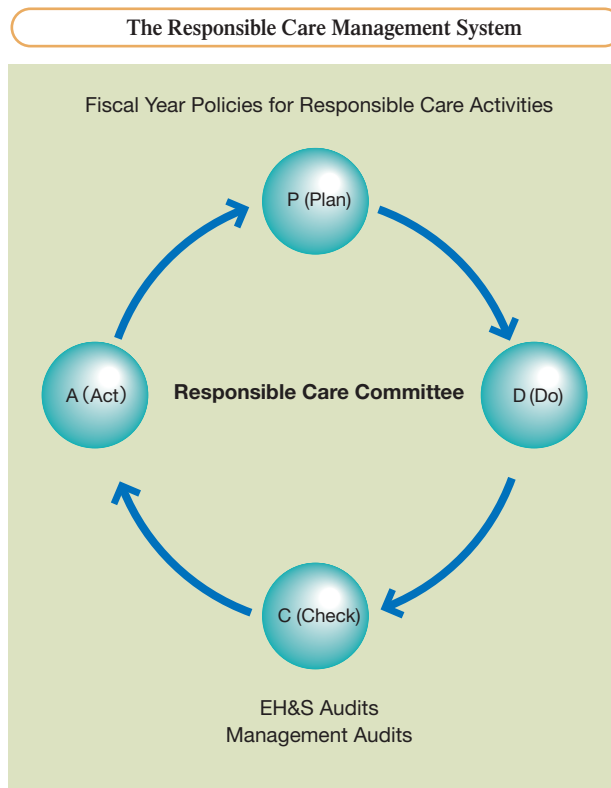 The Responsible Care Management System
Fiscal Year Policies for Responsible Care Activities
P (Plan)
A (Act)
Responsible Care Committee
D (Do)
C (Check)
EH&S Audits
Management Audits